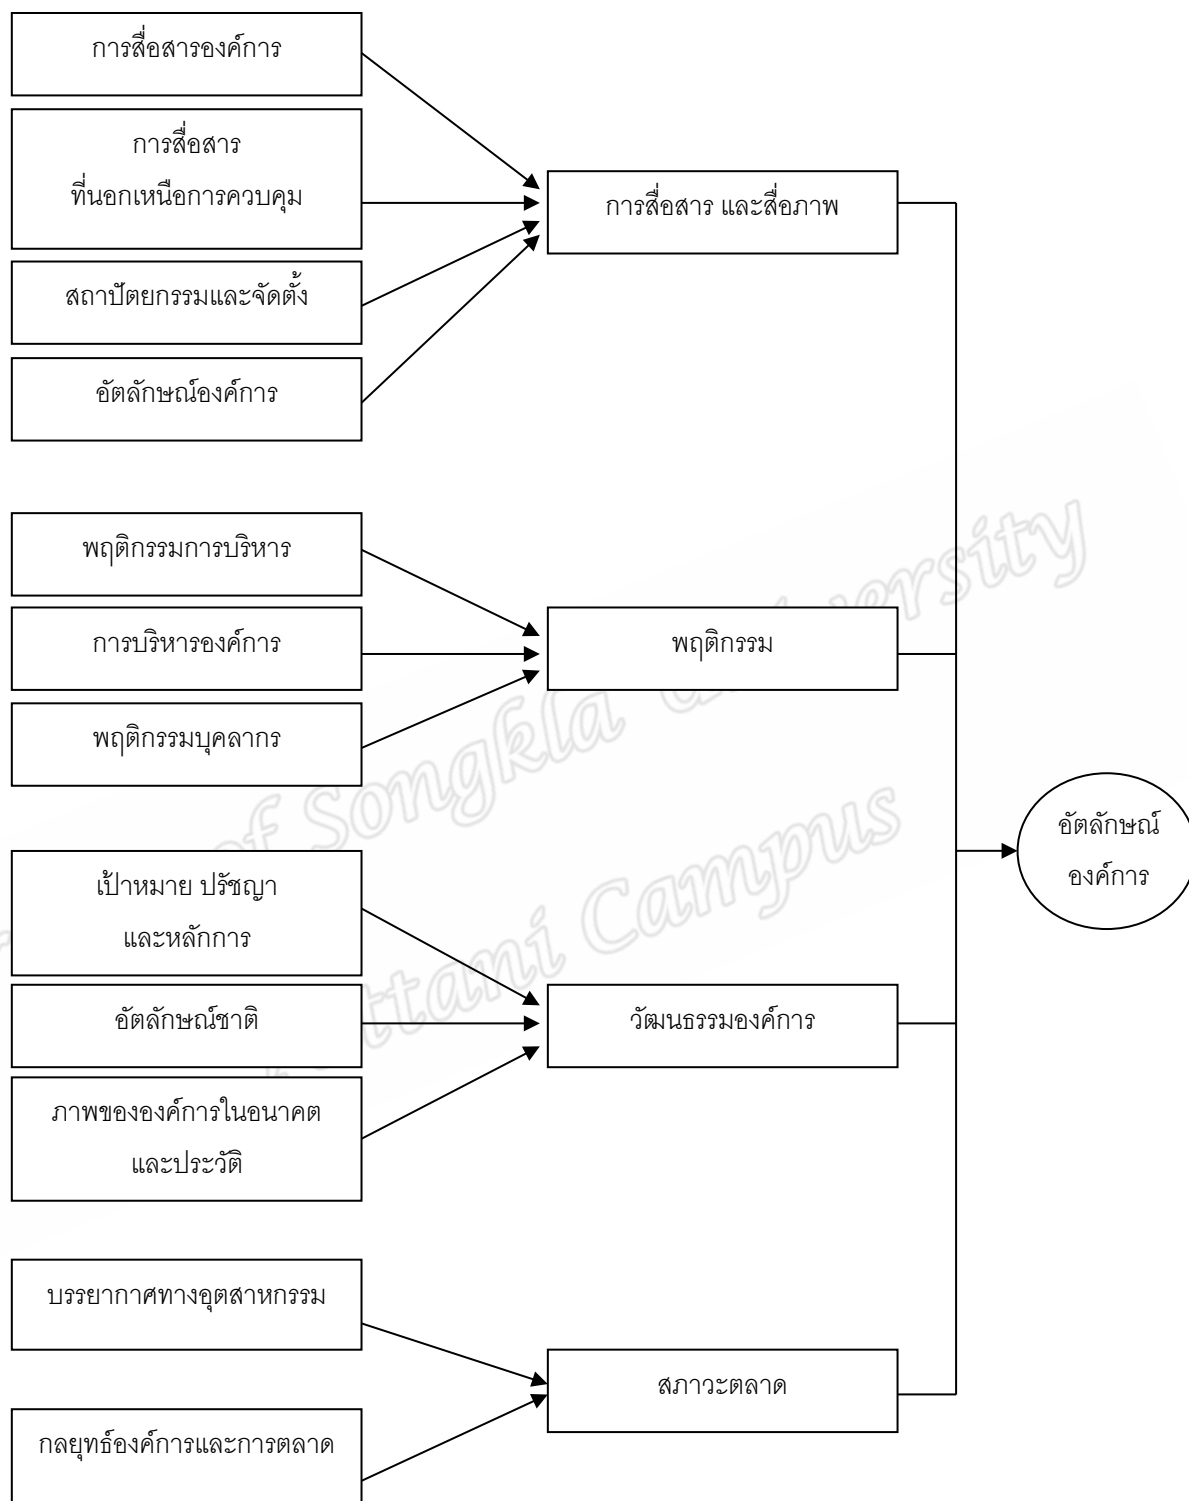 การสื่อสารองค์การ
การสื่อสาร
ที่นอกเหนือการควบคุม
สถาปัตยกรรมและจัดตั้ง
อัตลักษณ์องค์การ
การสื่อสาร และสื่อภาพ
พฤติกรรมการบริหาร
การบริหารองค์การ
พฤติกรรมบุคลากร
พฤติกรรม
เป้าหมาย ปรัชญา
และหลักการ
อัตลักษณ์ชาติ
ภาพขององค์การในอนาคต
และประวัติ
วัฒนธรรมองค์การ
บรรยากาศทางอุตสาหกรรม
กลยุทธ์องค์การและการตลาด
สภาวะตลาด
อัตลักษณ์
องค์การ
of Songkla
Campus